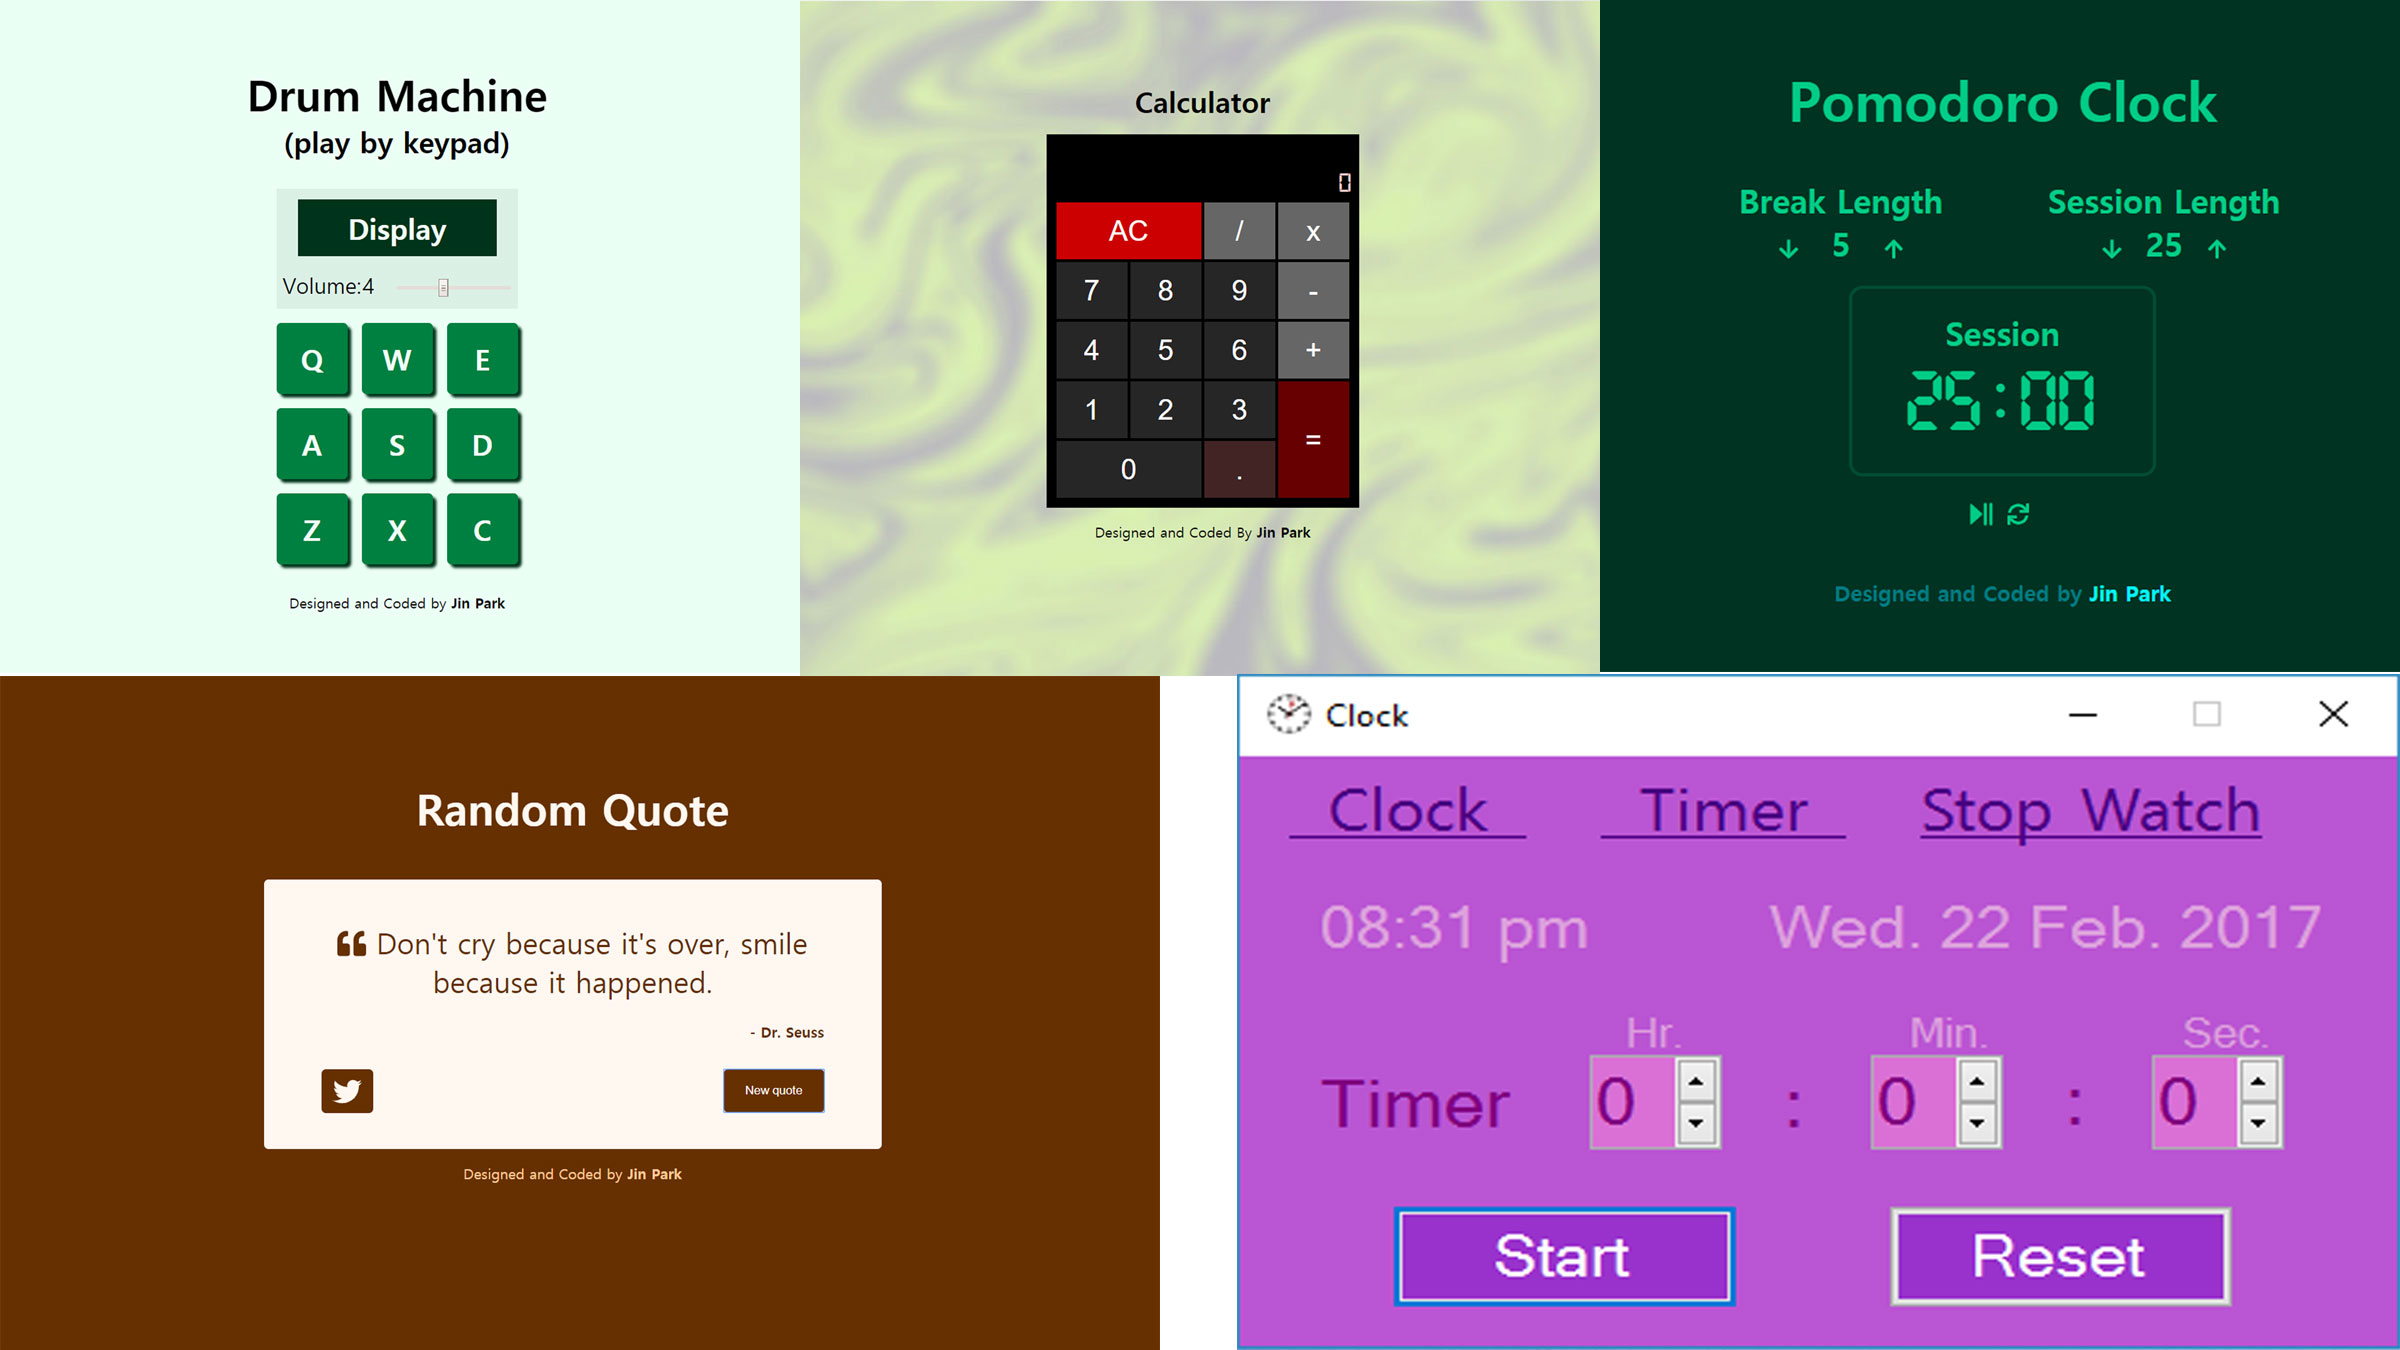 Drum Machine
(play by keypad)
Display
Volume:4
Q W E
A S D
Z X C
Designed and Coded by Jin Park
Calculator
0
AC / x
7 8 9 -
4 5 6 +
1 2 3 =
0 .
Designed and Coded By Jin Park
Pomodoro Clock
Break Length Session Length
5 25
Session
25:00
Designed and Coded by Jin Park
Random Quote
Don't cry because it's over, smile
because it happened.
- Dr. Seuss
New quote
Designed and Coded by Jin Park
Clock
Clock Timer Stop Watch
08:31 pm Wed. 22 Feb. 2017
Hr. Min. Sec.
Timer 0 : 0 : 0
Start Reset